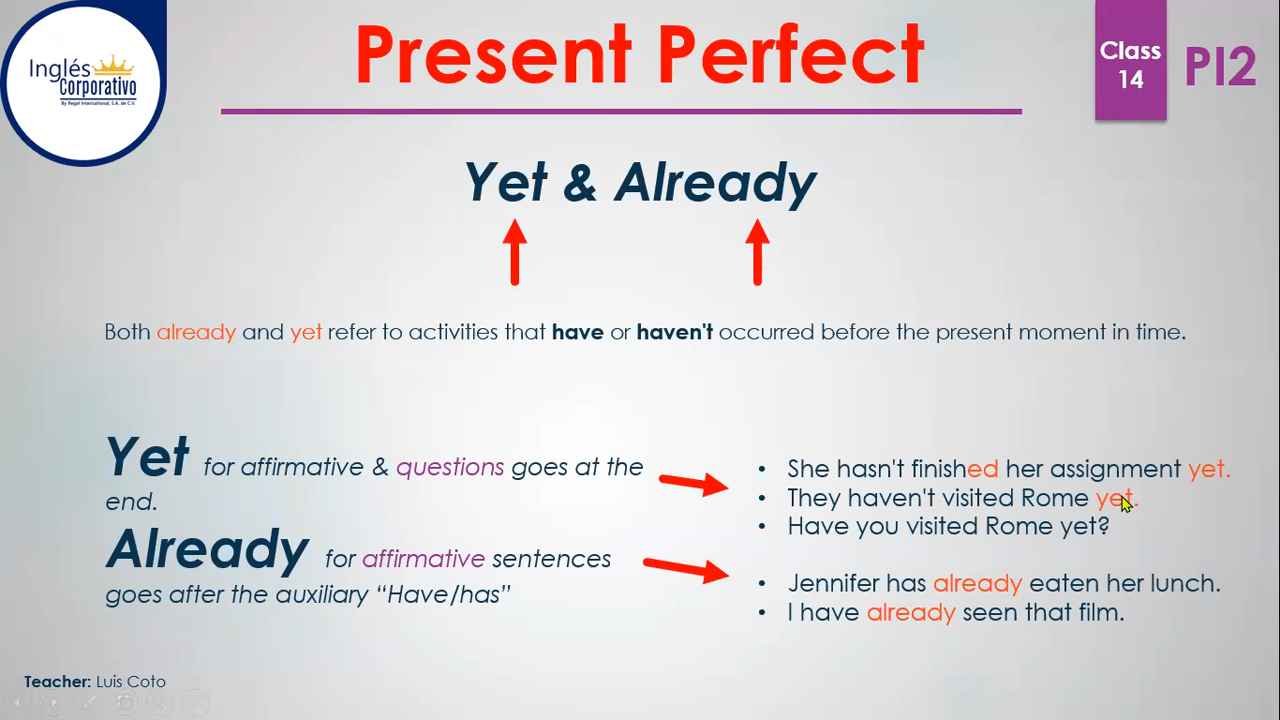 Inglés
Corporativo
By Regal International, S.A. de C.V.
Present Perfect
Class
14
PI2
Yet & Already
Both already and yet refer to activities that have or haven't occurred before the present moment in time.
Yet for affirmative & questions goes at the
end.
Already for affirmative sentences
goes after the auxiliary “Have/has”
• She hasn't finished her assignment yet.
• They haven't visited Rome yet.
• Have you visited Rome yet?
• Jennifer has already eaten her lunch.
• I have already seen that film.
Teacher: Luis Coto